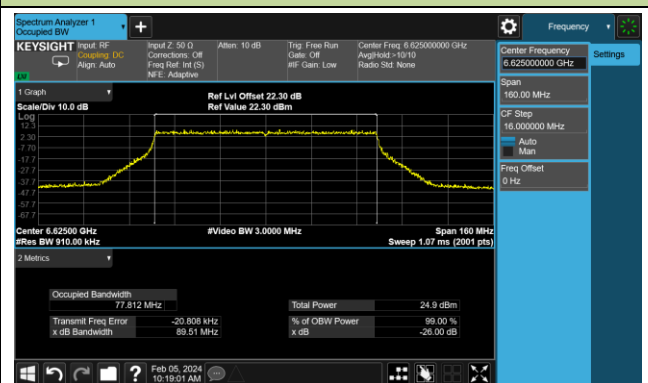 Spectrum Analyzer 1
Occupied BW
Frequency
KEYSIGHT
Input: RF
Coupling: DC
Align: Auto
Input Z: 50 Ω
Corrections: Off
Freq Ref: Int (S)
NFE: Adaptive
Atten: 10 dB
Trig: Free Run
Gate: Off
#IF Gain: Low
Center Freq: 6.625000000 GHz
Avg|Hold:>10/10
Radio Std: None
Center Frequency
6.625000000 GHz
Settings
Span
160.00 MHz
CF Step
16.000000 MHz
Auto
Man
Freq Offset
0 Hz
1 Graph
Scale/Div 10.0 dB
Ref Lvl Offset 22.30 dB
Ref Value 22.30 dBm
Log
12.3
2.30
-7.70
-17.7
-27.7
-37.7
-47.7
-57.7
-67.7
Center 6.62500 GHz
#Video BW 3.0000 MHz
Span 160 MHz
#Res BW 910.00 kHz
Sweep 1.07 ms (2001 pts)
2 Metrics
Occupied Bandwidth
77.812 MHz
Total Power
24.9 dBm
Transmit Freq Error
-20.808 kHz
% of OBW Power
99.00 %
x dB Bandwidth
89.51 MHz
x dB
-26.00 dB
?
Feb 05, 2024
10:19:01 AM